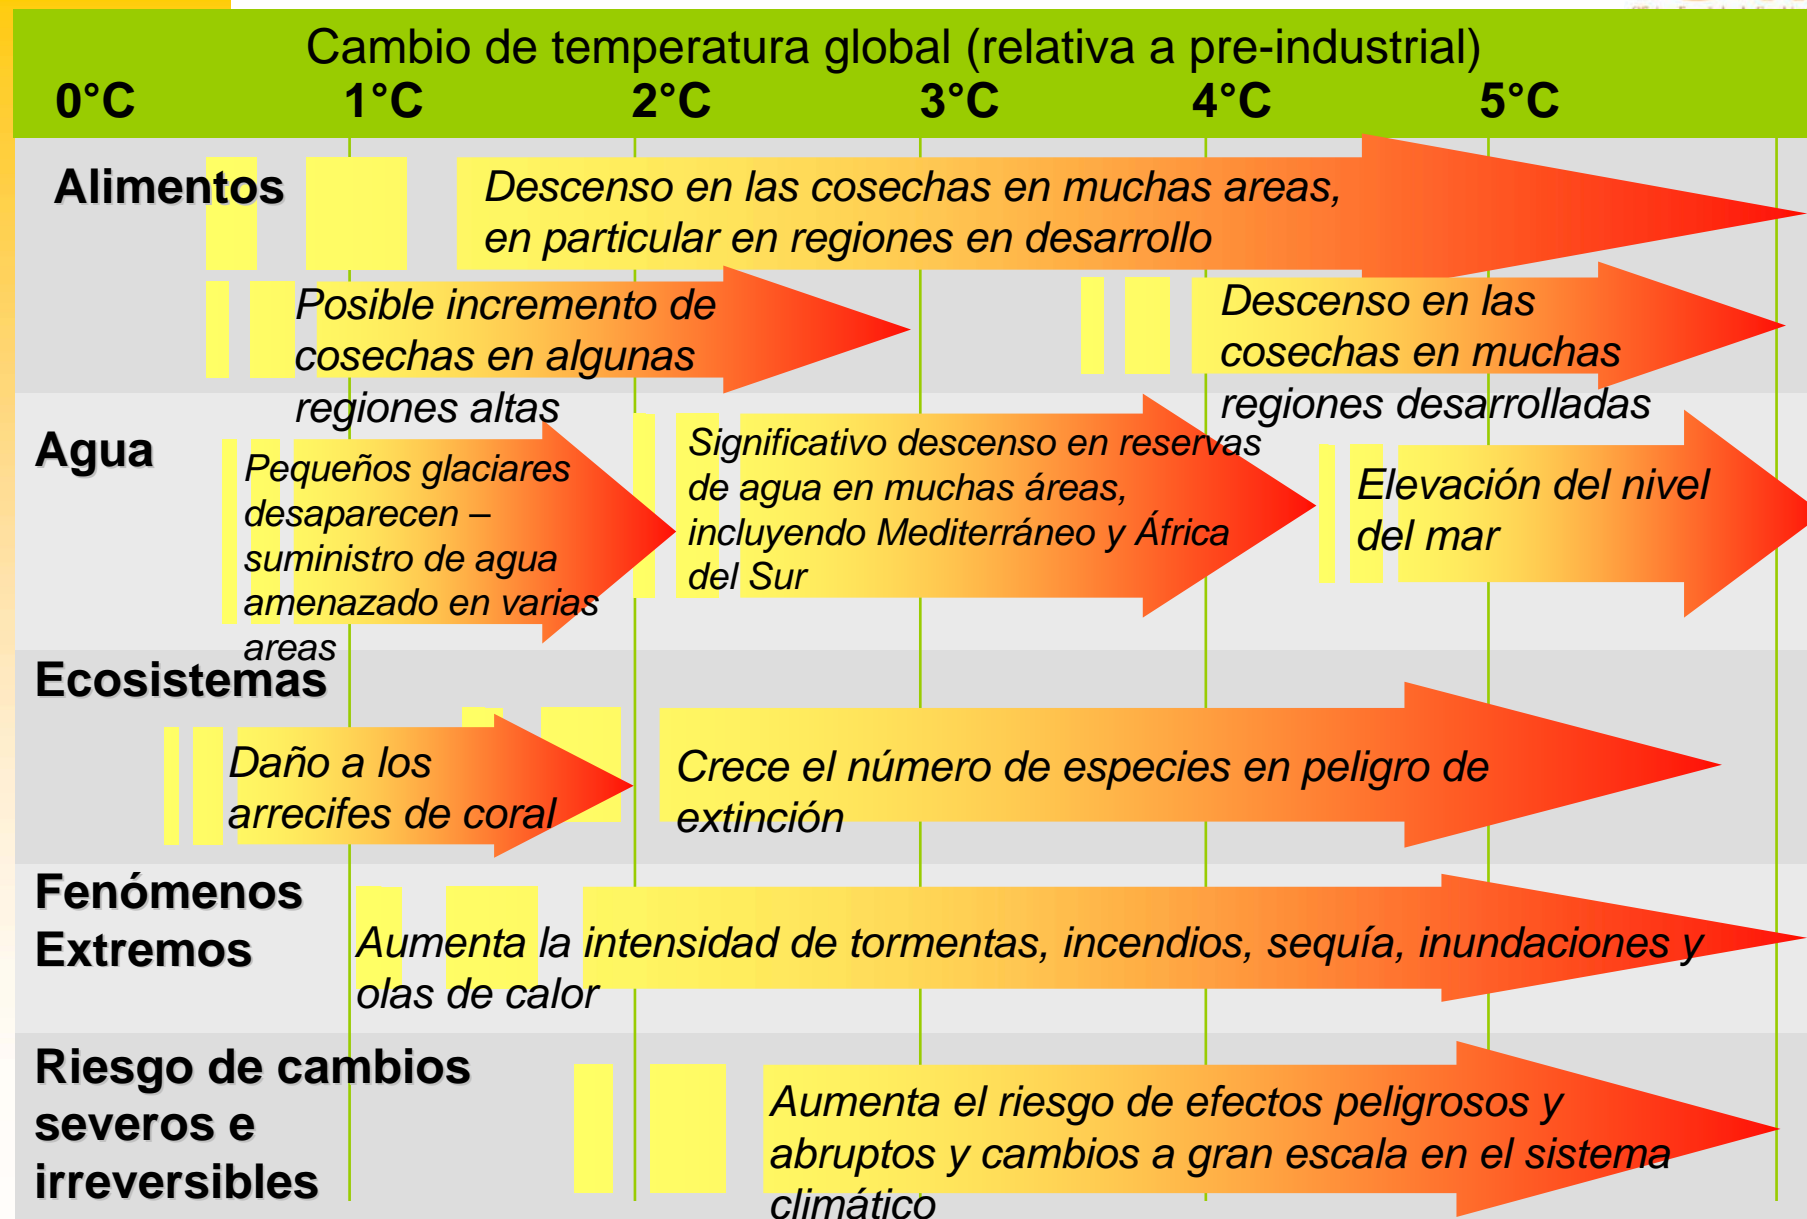 Cambio de temperatura global (relativa a pre-industrial)
0°C 1°C 2°C 3°C 4°C 5°C
Alimentos
Descenso en las cosechas en muchas areas,
en particular en regiones en desarrollo
Posible incremento de
cosechas en algunas
regiones altas
Descenso en las
cosechas en muchas
regiones desarrolladas
Agua
Pequeños glaciares
desaparecen –
suministro de agua
amenazado en varias
areas
Significativo descenso en reservas
de agua en muchas áreas,
incluyendo Mediterráneo y África
del Sur
Elevación del nivel
del mar
Ecosistemas
Daño a los
arrecifes de coral
Crece el número de especies en peligro de
extinción
Fenómenos
Extremos
Aumenta la intensidad de tormentas, incendios, sequía, inundaciones y
olas de calor
Riesgo de cambios
severos e
irreversibles
Aumenta el riesgo de efectos peligrosos y
abruptos y cambios a gran escala en el sistema
climático